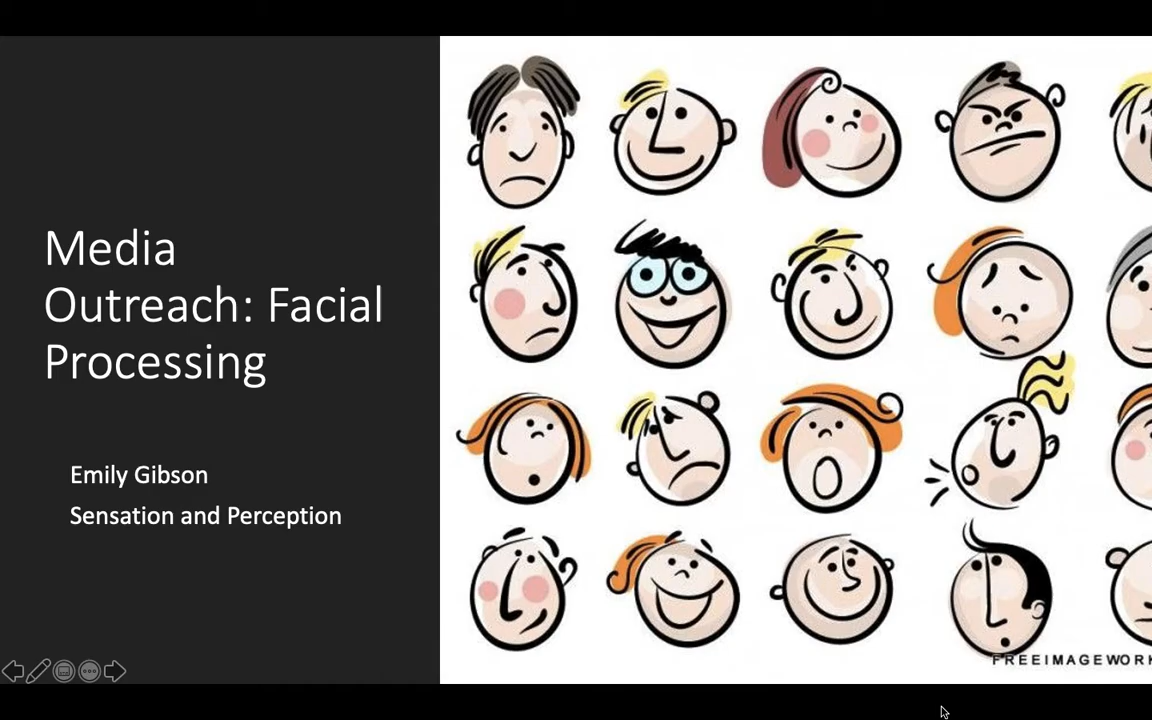 Media
Outreach: Facial
Processing
Emily Gibson
Sensation and Perception
FREEIMAGEWORK